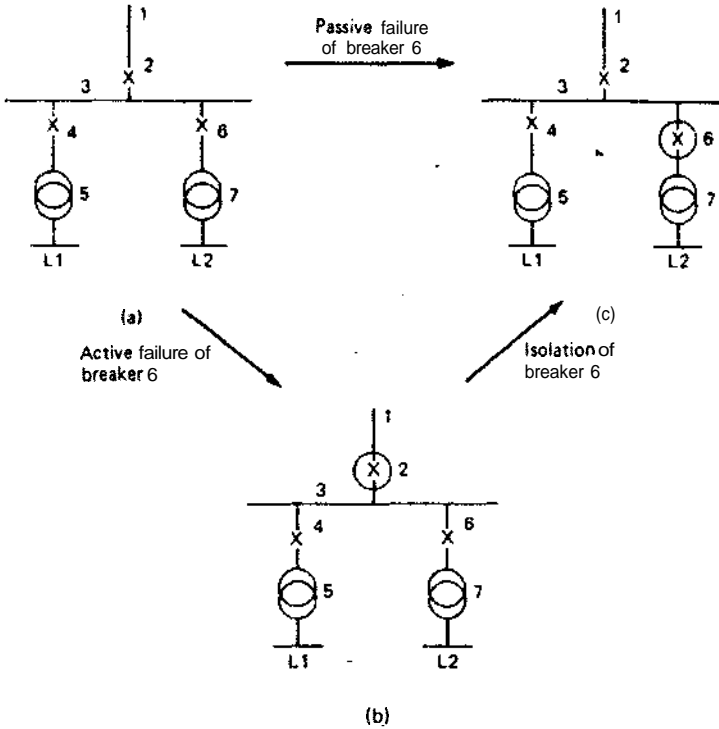 1
2
3
4
6
5
7
L1
L2
(a)
Passive failure
of breaker 6
1
2
3
4
6
5
7
L1
L2
(c)
Active failure of
breaker 6
Isolation of
breaker 6
1
2
3
4
6
5
7
L1
L2
(b)